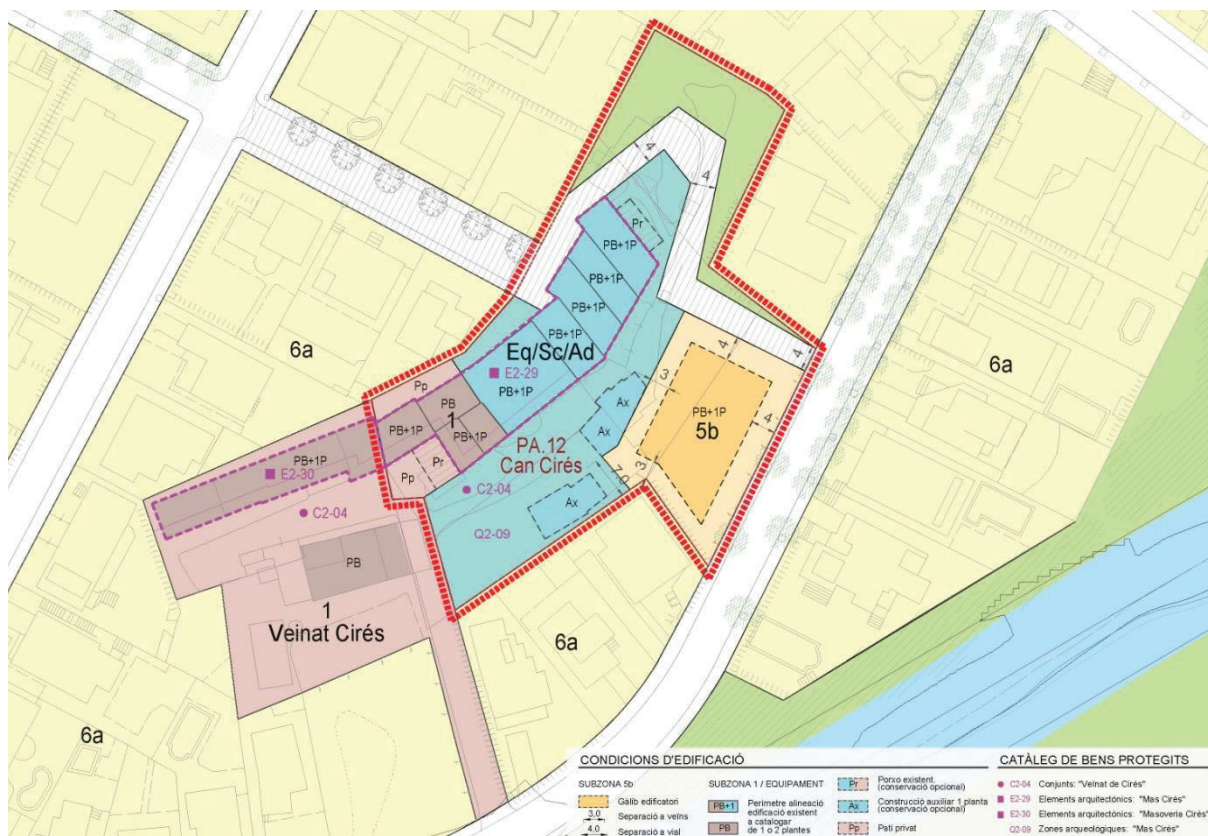 4
4
Pr
PB+1P
PB+1P
PB+1P
PB+1P
6a
Eq/Sc/Ad
E2-29
PB+1P
4
4
6a
Pp
PB
1
PB+1P
PB+1P
3
Ax
PB+1P
5b
4
Ax
PA.12
Can Cirés
PB+1P
E2-30
Pp
Pr
3
7.0
C2-04
C2-04
Ax
Q2-09
PB
1
Veïnat Cirés
6a
6a
CONDICIONS D'EDIFICACIÓ
SUBZONA 5b
Gàlib edificatori
3,0
Separació a veïns
4,0
Separació a vial
SUBZONA 1 / EQUIPAMENT
PB+1
PB
Perímetre alineació
edificació existent
a catalogar
de 1 o 2 plantes
Pr
Porxo existent.
(conservació opcional)
Ax
Construcció auxiliar 1 planta
(conservació opcional)
Pp
Pati privat
CATÀLEG DE BENS PROTEGITS
C2-04 Conjunts: "Veïnat de Cirés"
E2-29 Elements arquitectònics: "Mas Cirés"
E2-30 Elements arquitectònics: "Masoveria Cirés"
Q2-09 Zones arqueològiques: "Mas Cirés"